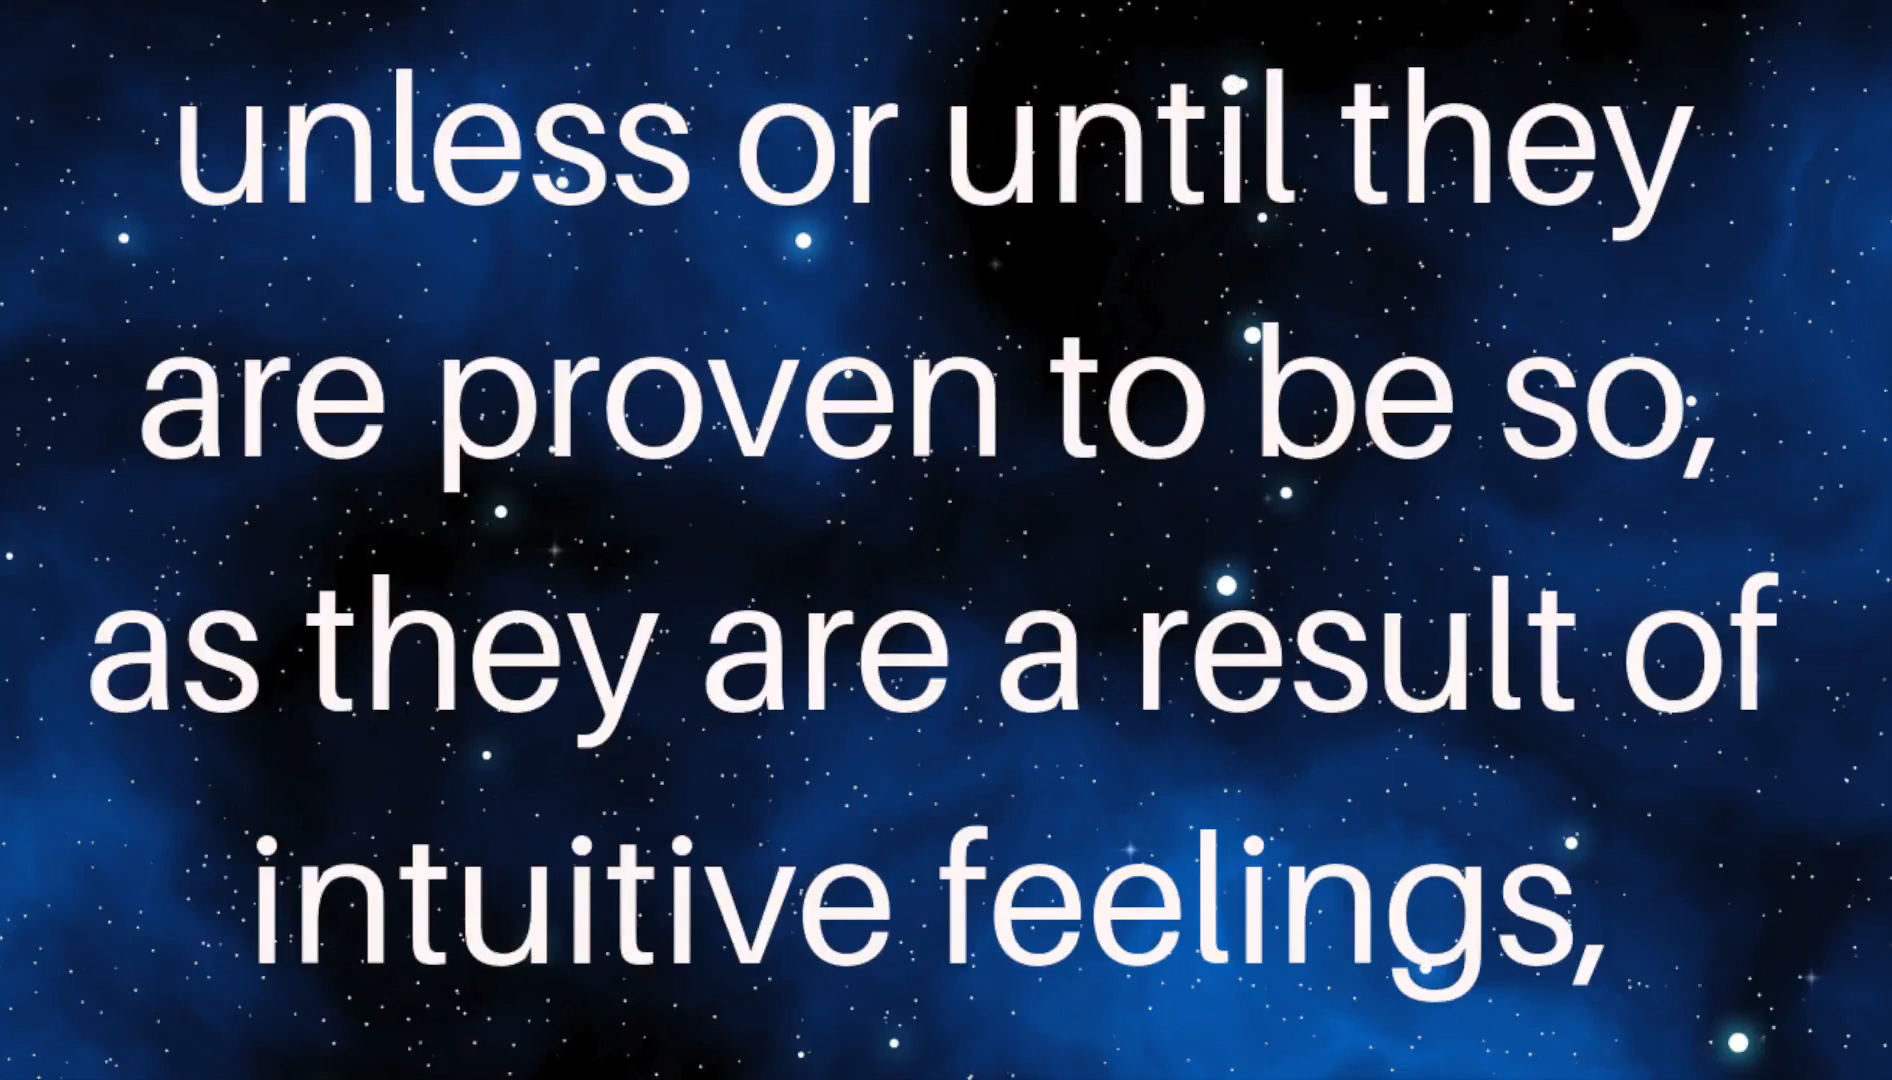 unless or until they
are proven to be so,
as they are a result of
intuitive feelings,